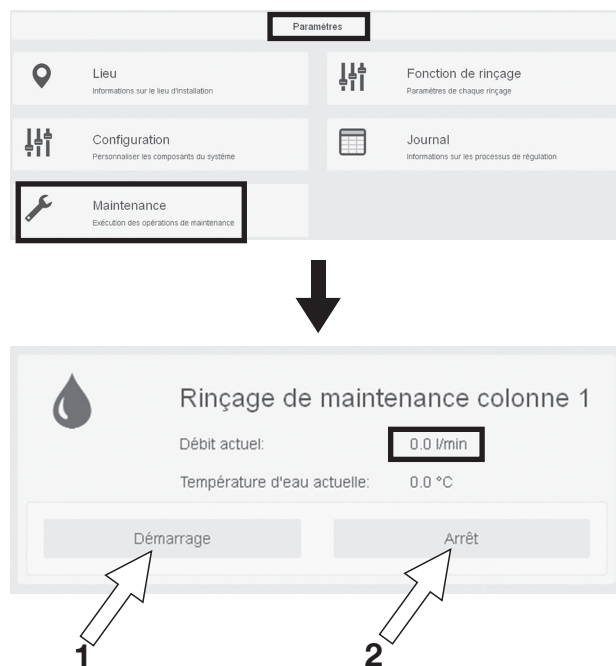 Paramètres
Lieu
Informations sur le lieu d'installation
Fonction de rinçage
Paramètres de chaque rinçage
Configuration
Personnaliser les composants du système
Journal
Informations sur les processus de régulation
Maintenance
Exécution des opérations de maintenance
Rinçage de maintenance colonne 1
Débit actuel: 0.0 l/min
Température d'eau actuelle: 0.0 °C
Démarrage Arrêt
1 2